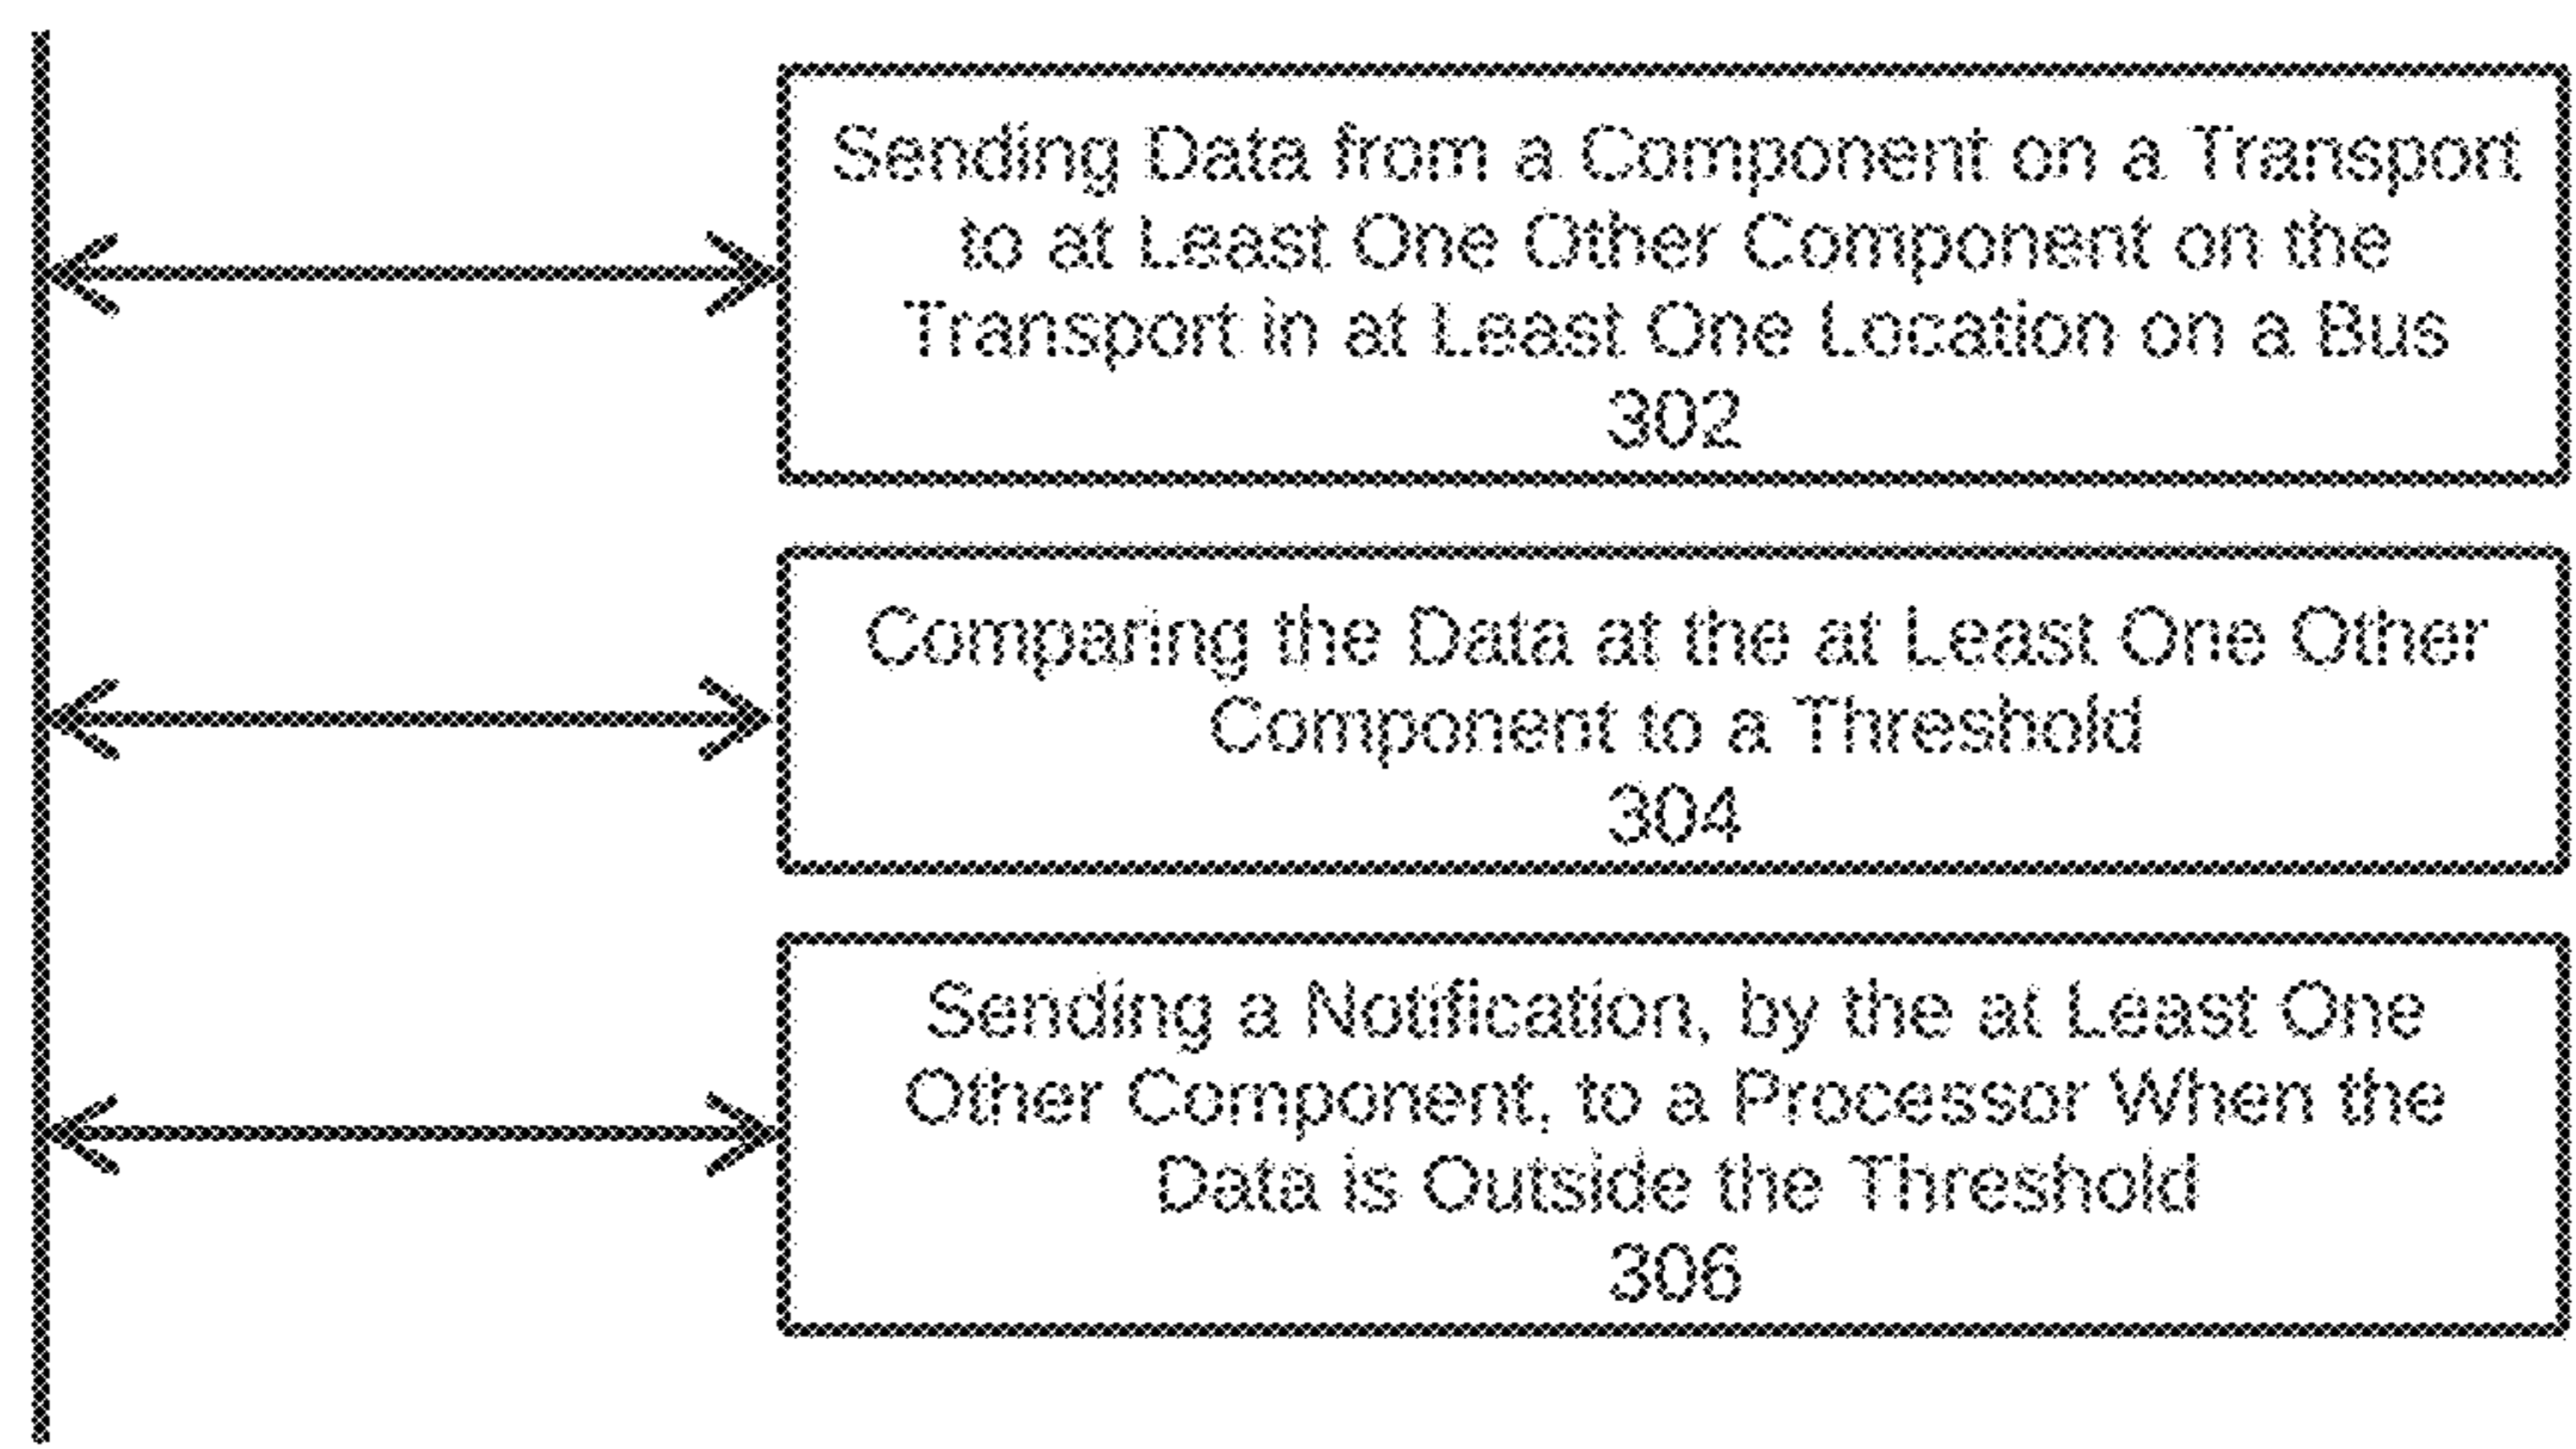 Sending Data from a Component on a Transport
to at Least One Other Component on the
Transport in at Least One Location on a Bus
302
Comparing the Data at the at Least One Other
Component to a Threshold
304
Sending a Notification, by the at Least One
Other Component, to a Processor When the
Data is Outside the Threshold
306